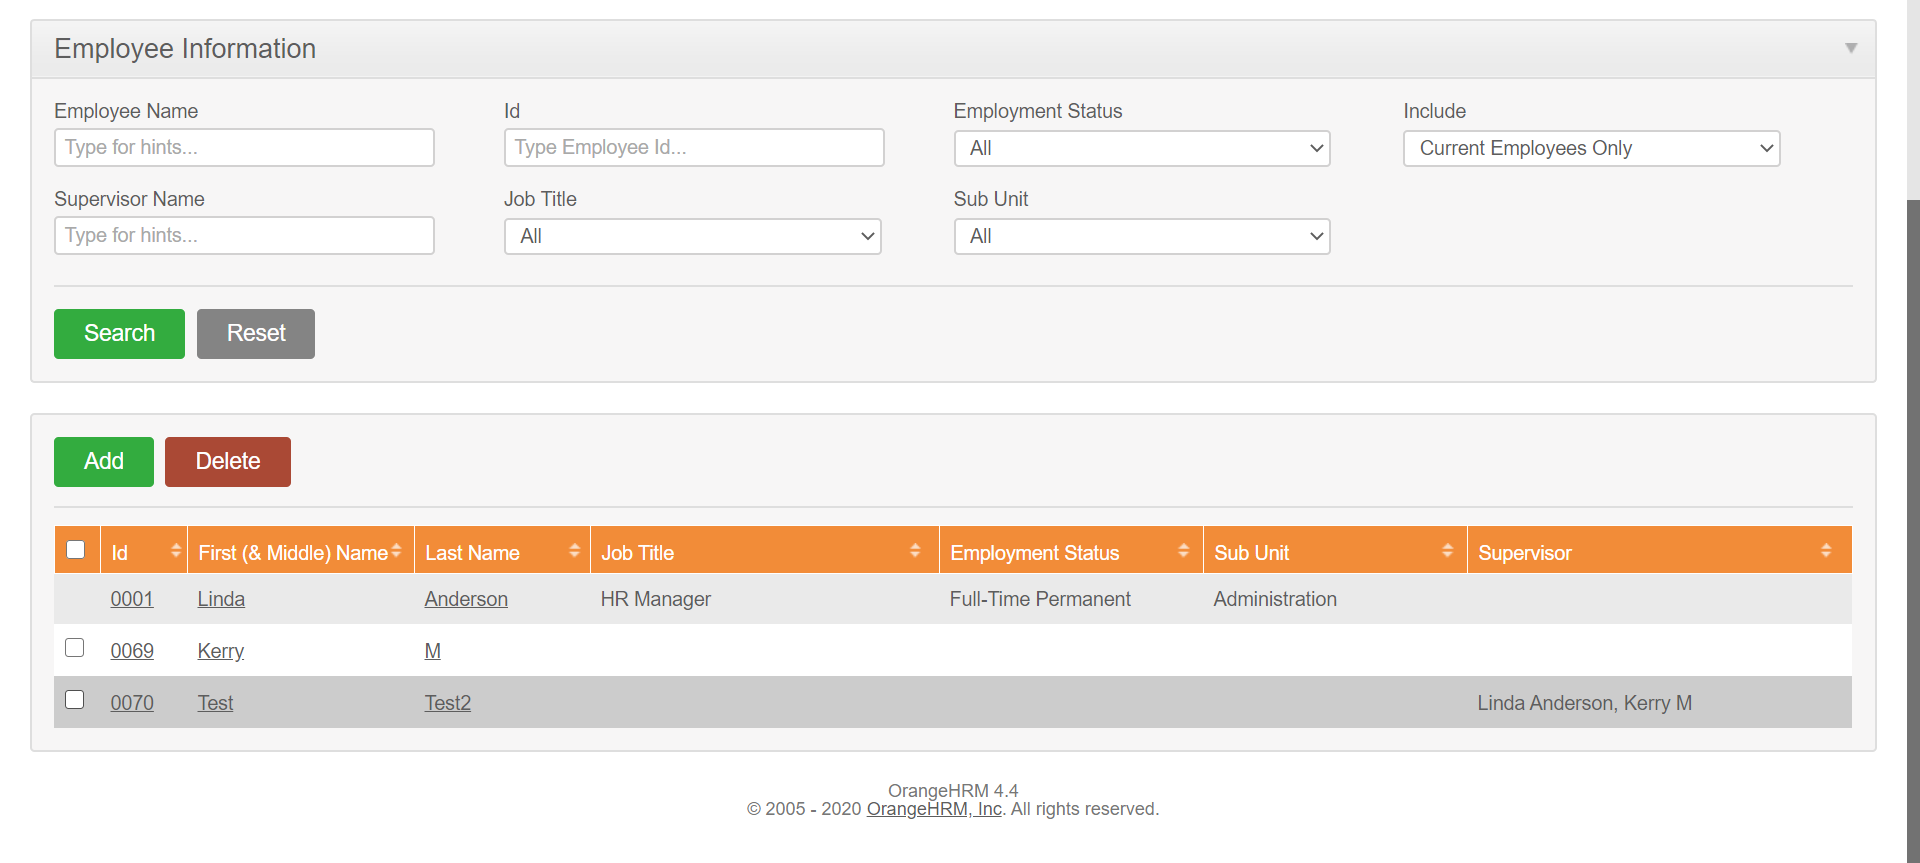 Employee Information
Employee Name Id Employment Status Include
Type for hints... Type Employee Id... All Current Employees Only
Supervisor Name Job Title Sub Unit
Type for hints... All All
Search Reset
Add Delete
Id First (& Middle) Name Last Name Job Title Employment Status Sub Unit Supervisor
0001 Linda Anderson HR Manager Full-Time Permanent Administration
0069 Kerry M
0070 Test Test2 Linda Anderson, Kerry M
OrangeHRM 4.4
© 2005 - 2020 OrangeHRM, Inc. All rights reserved.